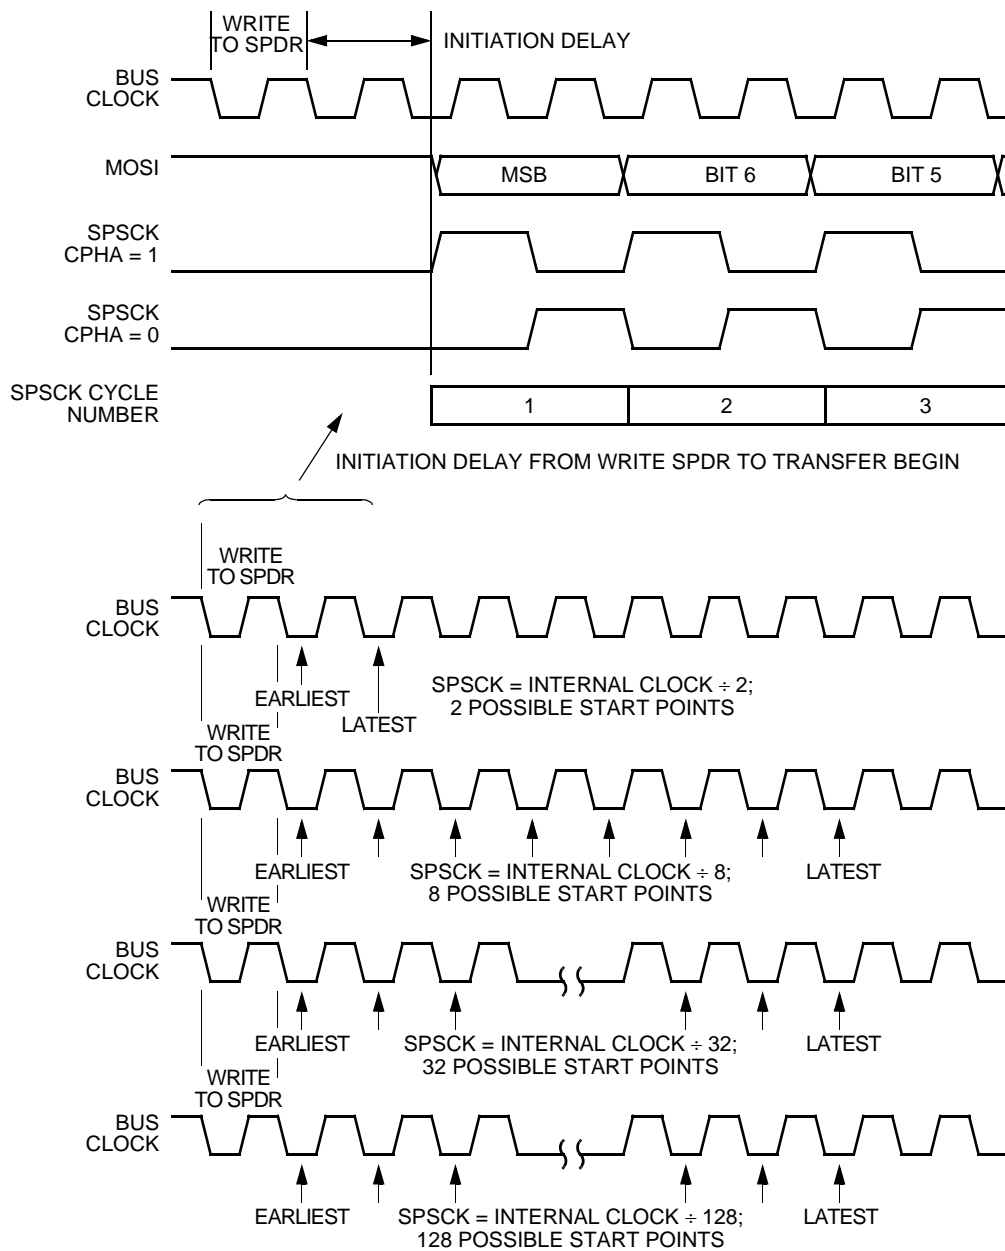 WRITE
TO SPDR
INITIATION DELAY
BUS
CLOCK
MOSI
MSB
BIT 6
BIT 5
SPSCK
CPHA = 1
SPSCK
CPHA = 0
SPSCK CYCLE
NUMBER
1
2
3
INITIATION DELAY FROM WRITE SPDR TO TRANSFER BEGIN
WRITE
TO SPDR
BUS
CLOCK
EARLIEST
LATEST
SPSCK = INTERNAL CLOCK ÷ 2;
2 POSSIBLE START POINTS
WRITE
TO SPDR
BUS
CLOCK
EARLIEST
SPSCK = INTERNAL CLOCK ÷ 8;
8 POSSIBLE START POINTS
LATEST
WRITE
TO SPDR
BUS
CLOCK
EARLIEST
SPSCK = INTERNAL CLOCK ÷ 32;
32 POSSIBLE START POINTS
LATEST
WRITE
TO SPDR
BUS
CLOCK
EARLIEST
SPSCK = INTERNAL CLOCK ÷ 128;
128 POSSIBLE START POINTS
LATEST